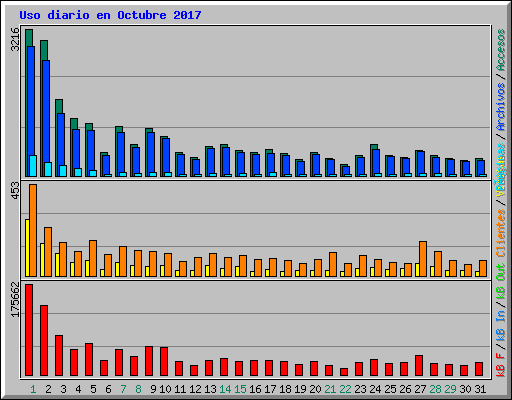 Uso diario en Octubre 2017
3216
453
175662
kB F / kB In / kB Out Clientes / / Archivos / Accesos
1 2 3 4 5 6 7 8 9 10 11 12 13 14 15 16 17 18 19 20 21 22 23 24 25 26 27 28 29 30 31